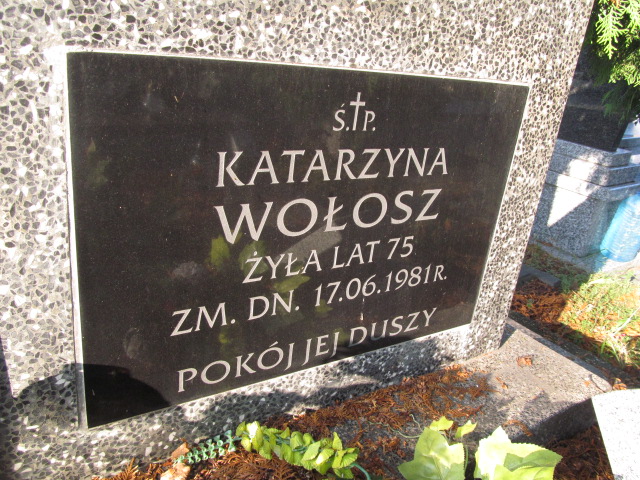 Ś.†P.
KATARZYNA
WOŁOSZ
ŻYŁA LAT 75
ZM. DN. 17.06.1981 R.
POKÓJ JEJ DUSZY